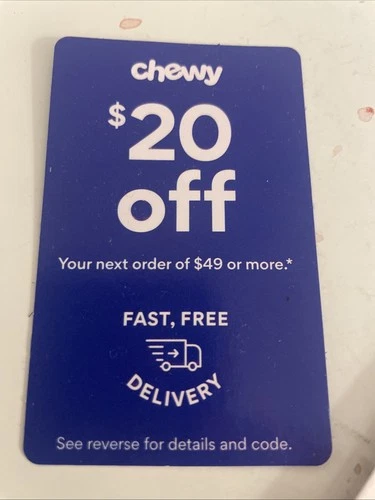 chewy
$20
off
Your next order of $49 or more.*
FAST, FREE
DELIVERY
See reverse for details and code.